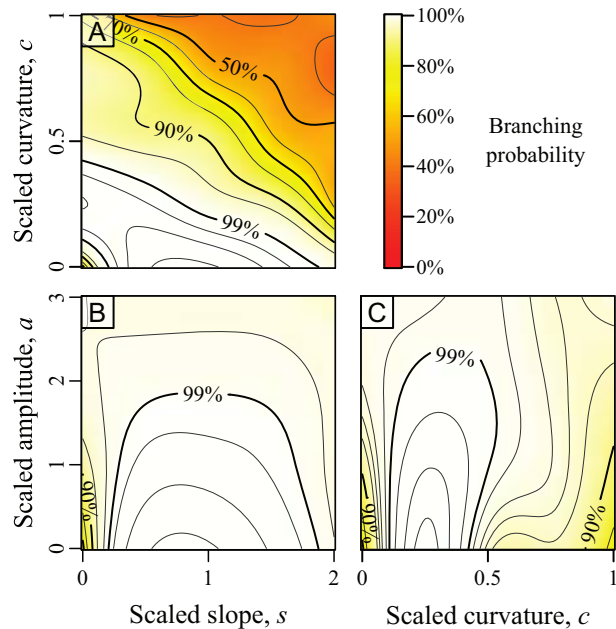 A
50%
90%
99%
1
0.5
0
Scaled curvature, c
100%
80%
60%
40%
20%
0%
Branching
probability
B
99%
90%
3
2
1
0
Scaled amplitude, a
0 1 2
Scaled slope, s
C
99%
90%
90%
0 0.5 1
Scaled curvature, c